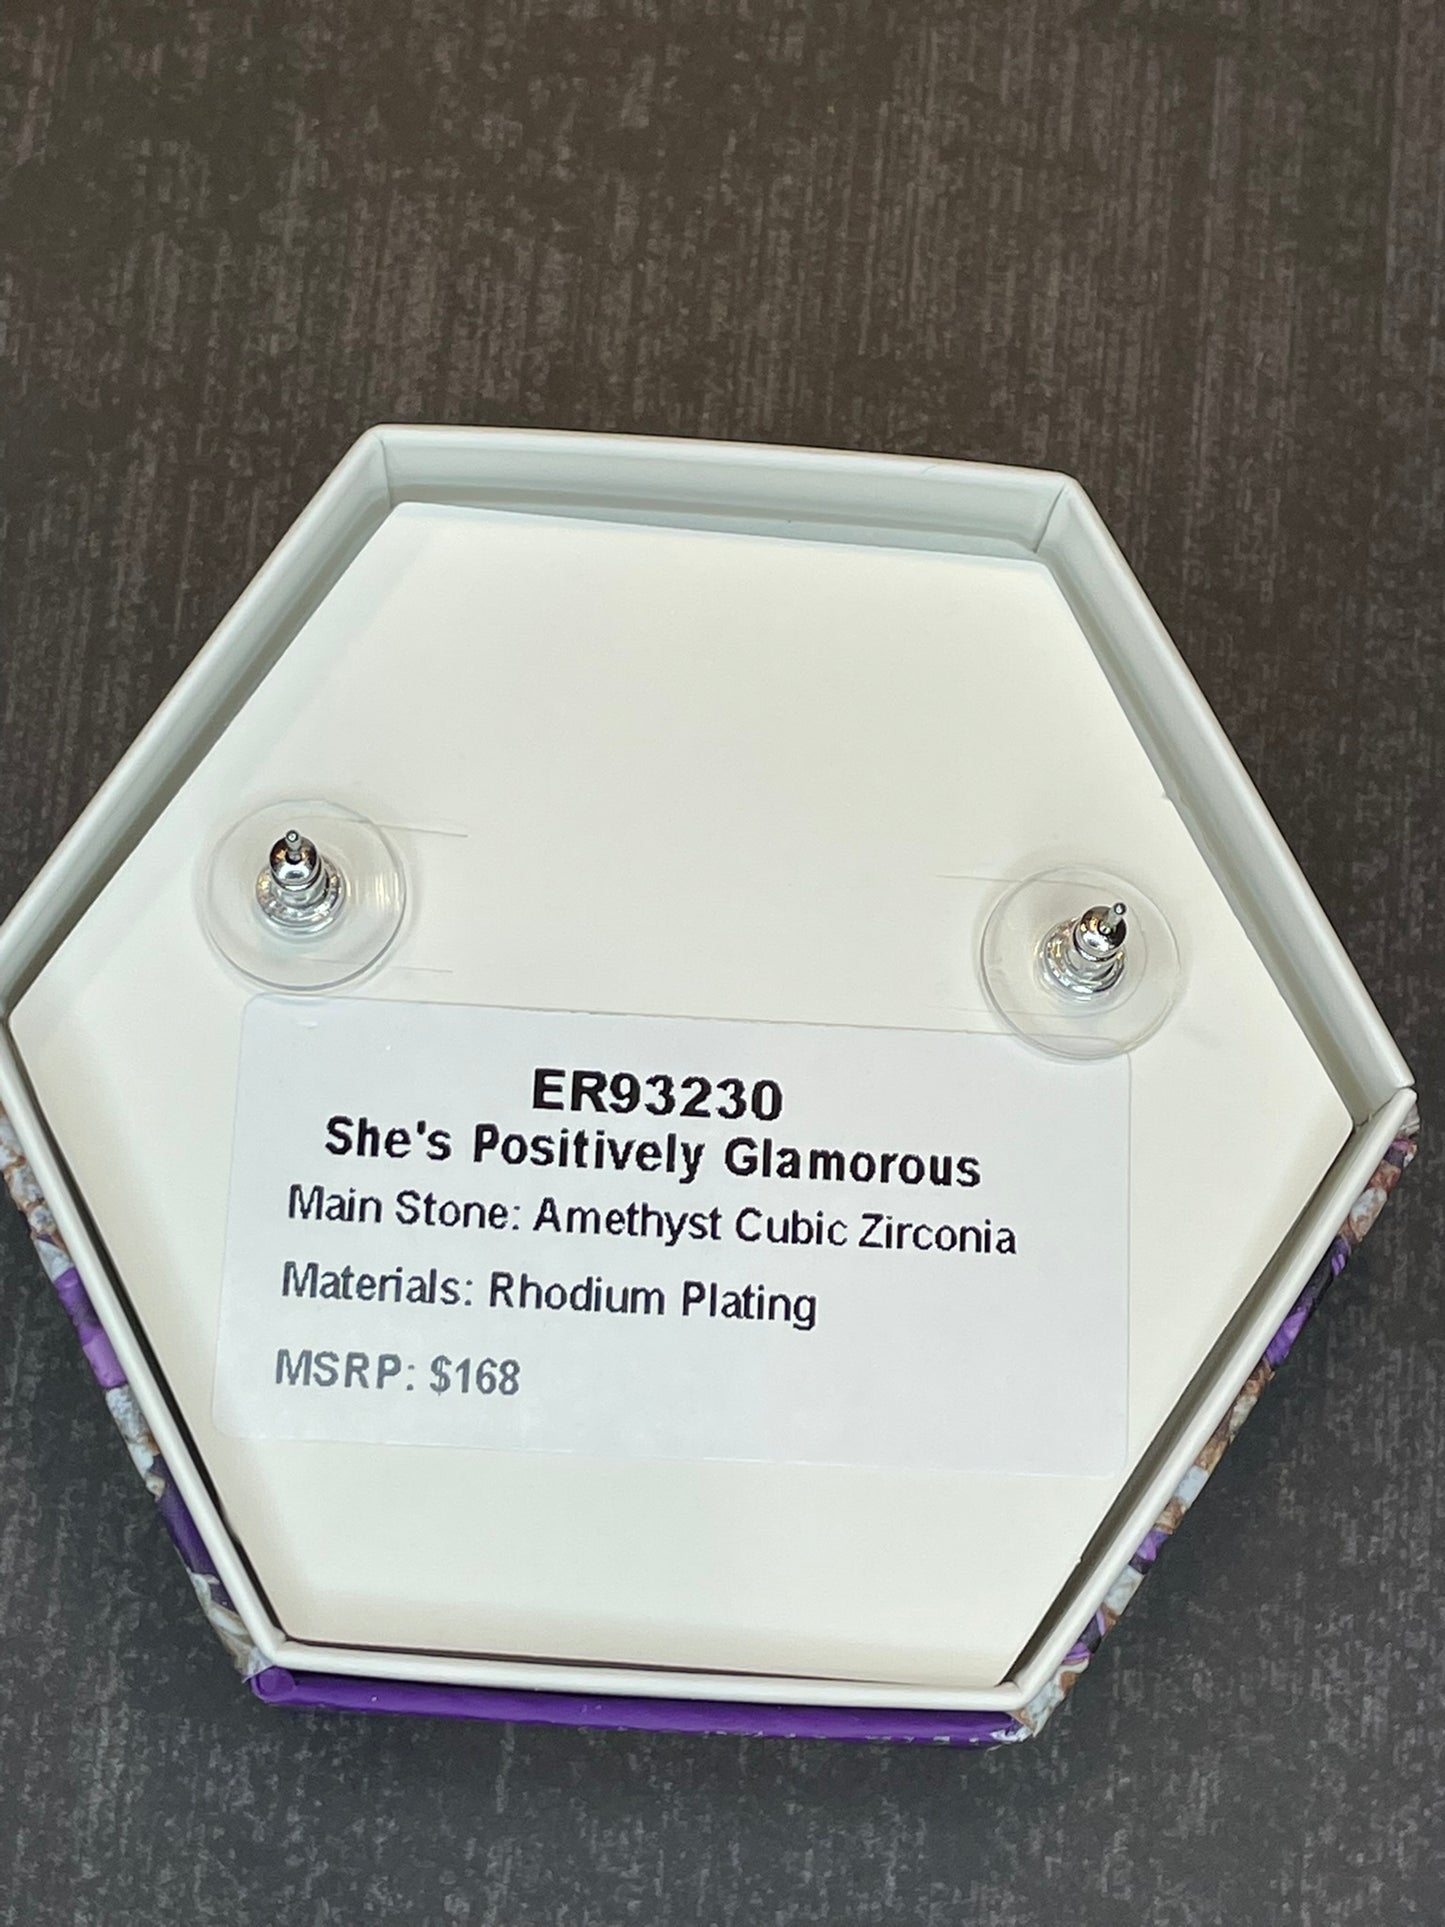 ER93230
She's Positively Glamorous
Main Stone: Amethyst Cubic Zirconia
Materials: Rhodium Plating
MSRP: $168